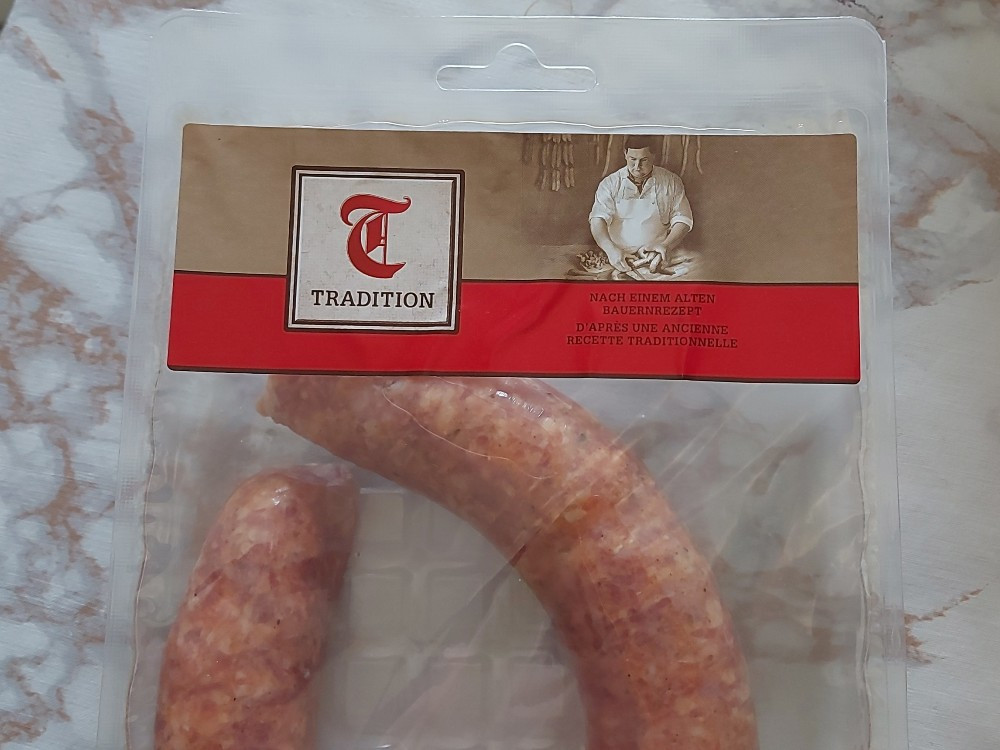 T
TRADITION
NACH EINEM ALTEN
BAUERNREZEPT
D'APRÈS UNE ANCIENNE
RECETTE TRADITIONNELLE